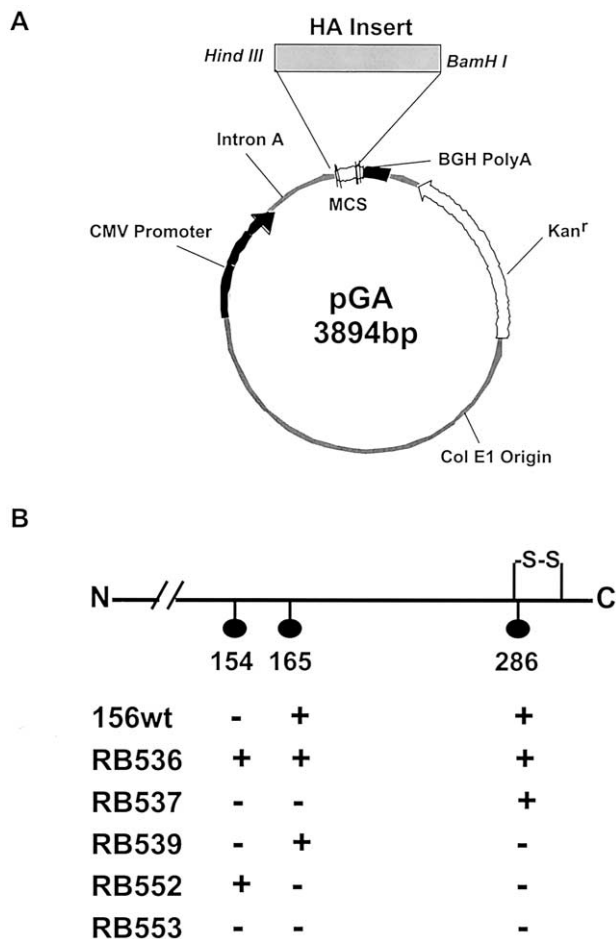 A
HA Insert
Hind III
BamH I
Intron A
BGH PolyA
MCS
CMV Promoter
Kanr
pGA
3894bp
Col E1 Origin
B
-S-S
N
C
154 165 286
156wt - + +
RB536 + + +
RB537 - - +
RB539 - + -
RB552 + - -
RB553 - - -